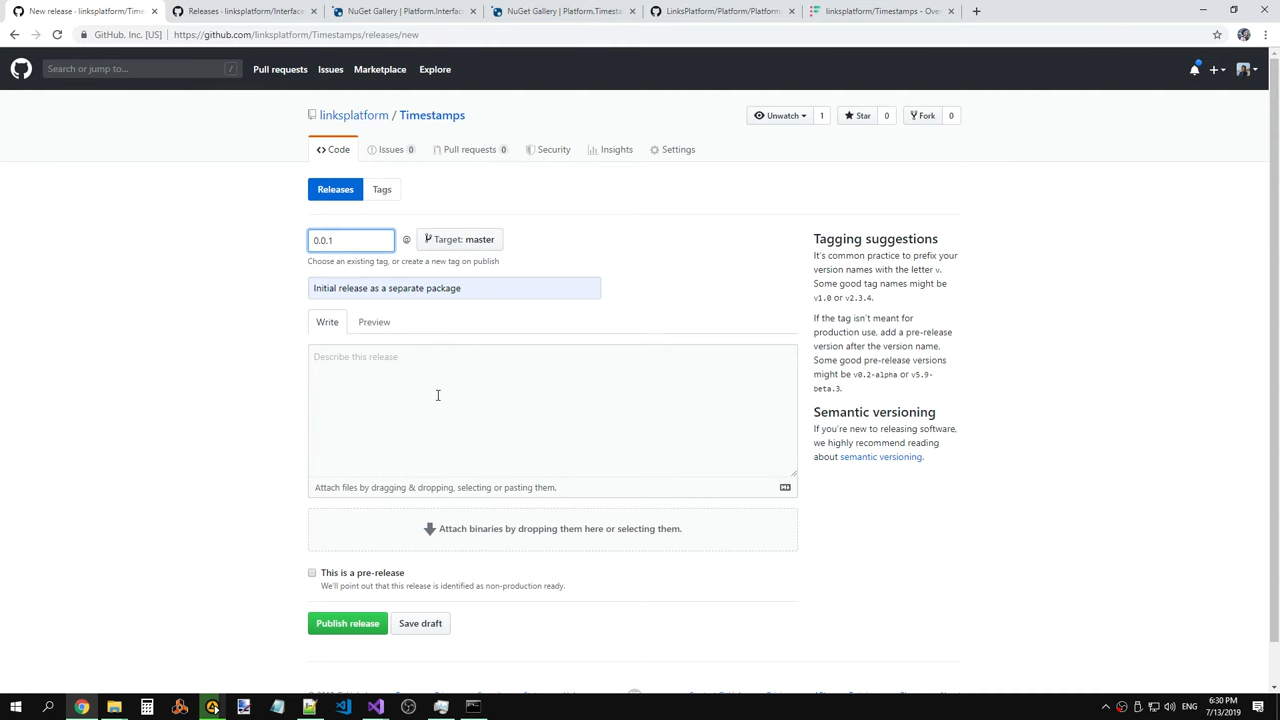 New release · linksplatform/Time
Releases · linksplatform/Interface
NuGet Gallery | Platform.Interfac
NuGet Gallery | Platform.Timest
LinksPlatform/Platform/Platform.
linksplatform/Timestamps - Over
GitHub, Inc. [US] | https://github.com/linksplatform/Timestamps/releases/new
Search or jump to... /
Pull requests Issues Marketplace Explore
linksplatform / Timestamps
Unwatch 1 Star 0 Fork 0
Code Issues 0 Pull requests 0 Security Insights Settings
Releases Tags
0.0.1 @ Target: master
Choose an existing tag, or create a new tag on publish
Initial release as a separate package
Write Preview
Describe this release
Attach files by dragging & dropping, selecting or pasting them.
Attach binaries by dropping them here or selecting them.
This is a pre-release
We'll point out that this release is identified as non-production ready.
Publish release Save draft
Tagging suggestions
It's common practice to prefix your
version names with the letter v.
Some good tag names might be
v1.0 or v2.3.4.
If the tag isn't meant for
production use, add a pre-release
version after the version name.
Some good pre-release versions
might be v0.2-alpha or v5.9-
beta.3.
Semantic versioning
If you're new to releasing software,
we highly recommend reading
about semantic versioning.
ENG
6:30 PM
7/13/2019